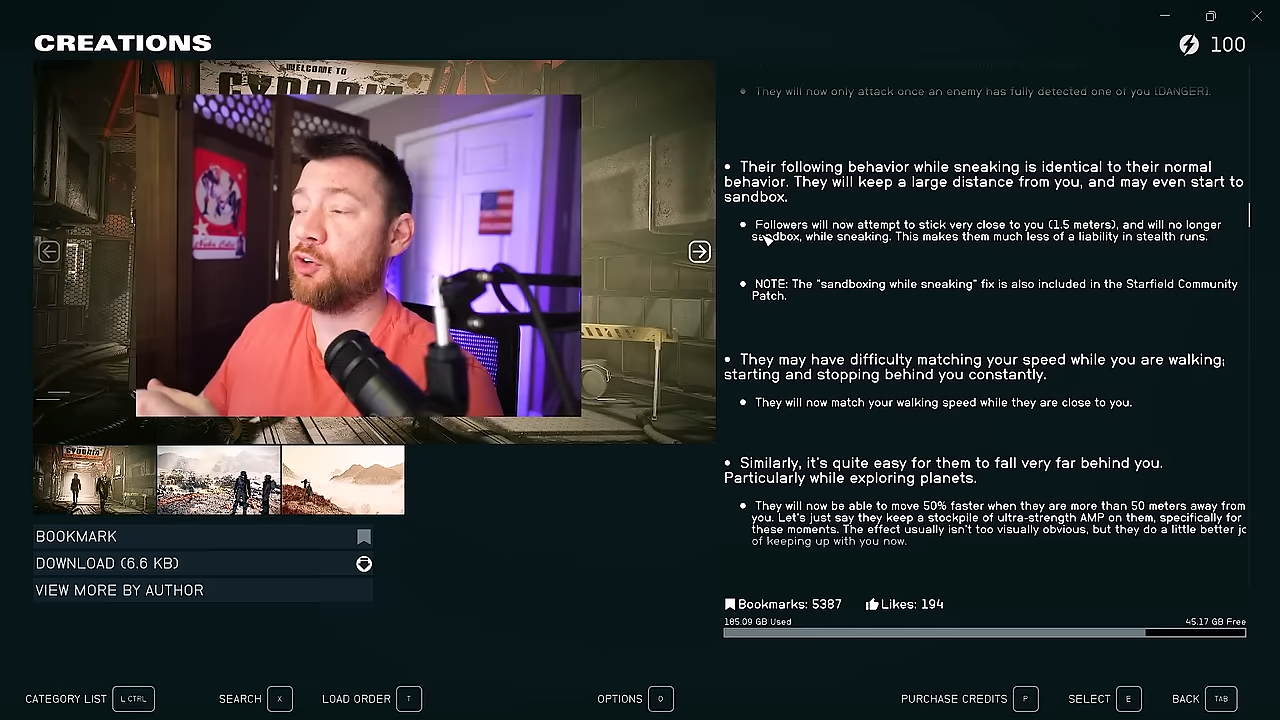 CREATIONS
100
WELCOME TO
CYDONIA
They will now only attack once an enemy has fully detected one of you [DANGER].
Their following behavior while sneaking is identical to their normal
behavior. They will keep a large distance from you, and may even start to
sandbox.
Followers will now attempt to stick very close to you (1.5 meters), and will no longer
sandbox, while sneaking. This makes them much less of a liability in stealth runs.
NOTE: The "sandboxing while sneaking" fix is also included in the Starfield Community
Patch.
They may have difficulty matching your speed while you are walking;
starting and stopping behind you constantly.
They will now match your walking speed while they are close to you.
Similarly, it's quite easy for them to fall very far behind you.
Particularly while exploring planets.
They will now be able to move 50% faster when they are more than 50 meters away from
you. Let's just say they keep a stockpile of ultra-strength AMP on them, specifically for
these moments. The effect usually isn't too visually obvious, but they do a little better jo
of keeping up with you now.
BOOKMARK
DOWNLOAD (6.6 KB)
VIEW MORE BY AUTHOR
Bookmarks: 5387 Likes: 194
185.09 GB Used 45.17 GB Free
CATEGORY LIST L CTRL SEARCH X LOAD ORDER T OPTIONS O PURCHASE CREDITS P SELECT E BACK TAB